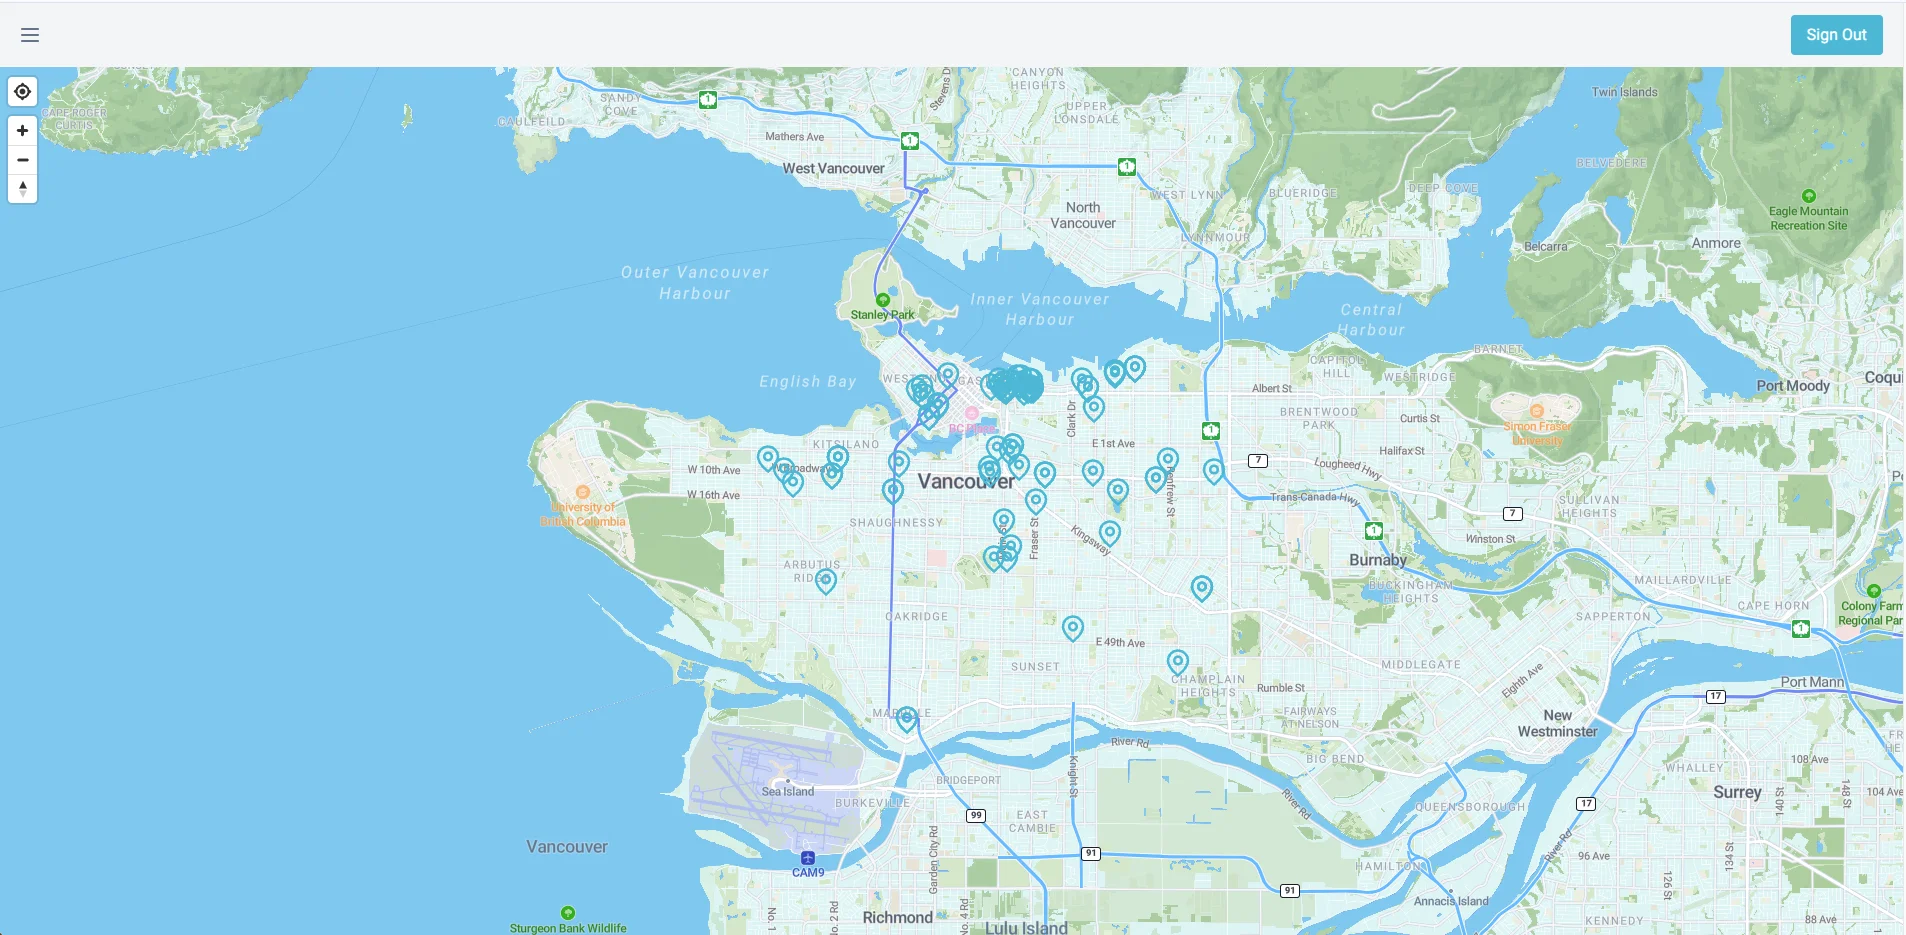 Sign Out
CAPE ROGER
CURTIS
CAULFEILD
SANDY
COVE
1
Stevens D
CANYON
HEIGHTS
UPPER
LONSDALE
Twin Islands
Mathers Ave
1
West Vancouver
1
WEST LYNN
BLUERIDGE
DEEP COVE
BELVEDERE
North
Vancouver
LYNNMOUR
Eagle Mountain
Recreation Site
Belcarra
Anmore
Outer Vancouver
Harbour
Inner Vancouver
Harbour
Central
Harbour
Stanley Park
English Bay
WEST
GAS
CAPITOL
HILL
BARNET
WESTRIDGE
Port Moody
Coqui
Albert St
BRENTWOOD
PARK
Curtis St
Simon Fraser
University
Clark Dr
BC Place
KITSILANO
E 1st Ave
1
7
Halifax St
Lougheed Hwy
W 10th Ave
W Broadway
Vancouver
Renfrew St
Trans-Canada Hwy
W 16th Ave
University of
British Columbia
SHAUGHNESSY
Fraser St
Kingsway
SULLIVAN
HEIGHTS
7
1
Winston St
Burnaby
ARBUTUS
RIDGE
BUCKINGHAM
HEIGHTS
MAILLARDVILLE
CAPE HORN
Colony Farm
Regional Par
OAKRIDGE
SAPPERTON
1
E 49th Ave
SUNSET
MIDDLEGATE
CHAMPLAIN
HEIGHTS
Rumble St
Eighth Ave
Port Mann
17
MARPOLE
FAIRWAYS
AT NELSON
New
Westminster
River Rd
BIG BEND
FR
HE
108 Ave
WHALLEY
Sea Island
BRIDGEPORT
Knight St
BURKEVILLE
River Rd
QUEENSBOROUGH
17
Surrey
140 St
148 St
104 Ave
99
EAST
CAMBIE
Vancouver
Garden City Rd
91
River Rd
96 Ave
134 St
CAM9
HAMILTON
126 St
91
Annacis Island
No. 1
No. 2 Rd
Richmond
No. 4 Rd
Lulu Island
KENNEDY
88 Ave
Sturgeon Bank Wildlife